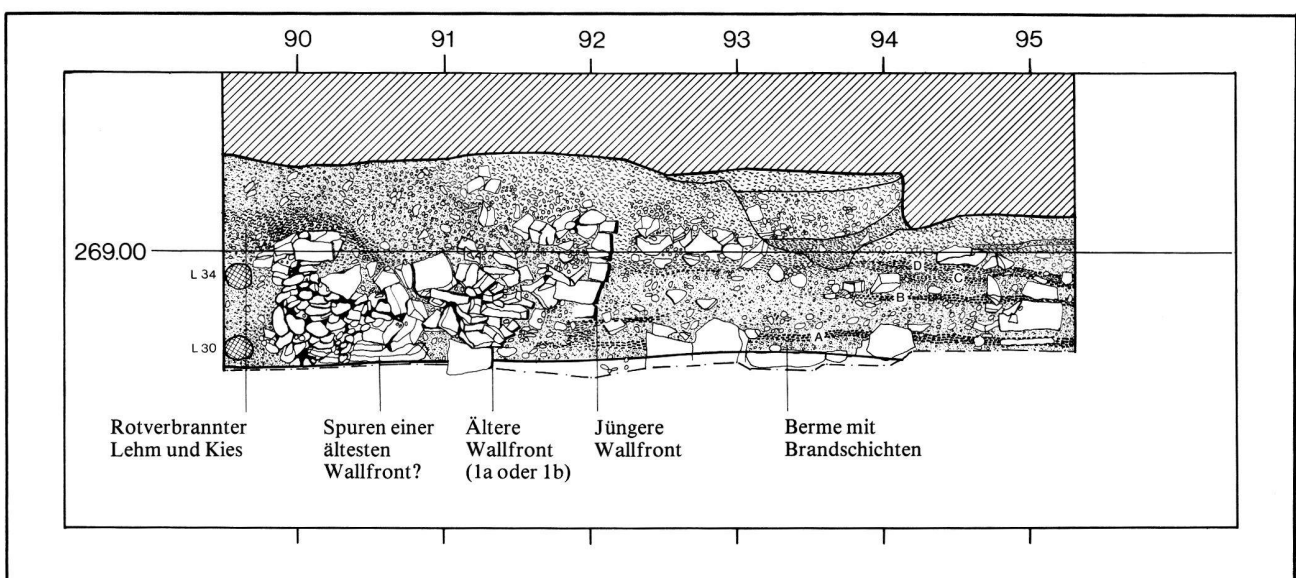 90 91 92 93 94 95
269.00
L 34
L 30
D
C
B
A
Rotverbrannter
Lehm und Kies
Spuren einer
ältesten
Wallfront?
Ältere
Wallfront
(1a oder 1b)
Jüngere
Wallfront
Berme mit
Brandschichten